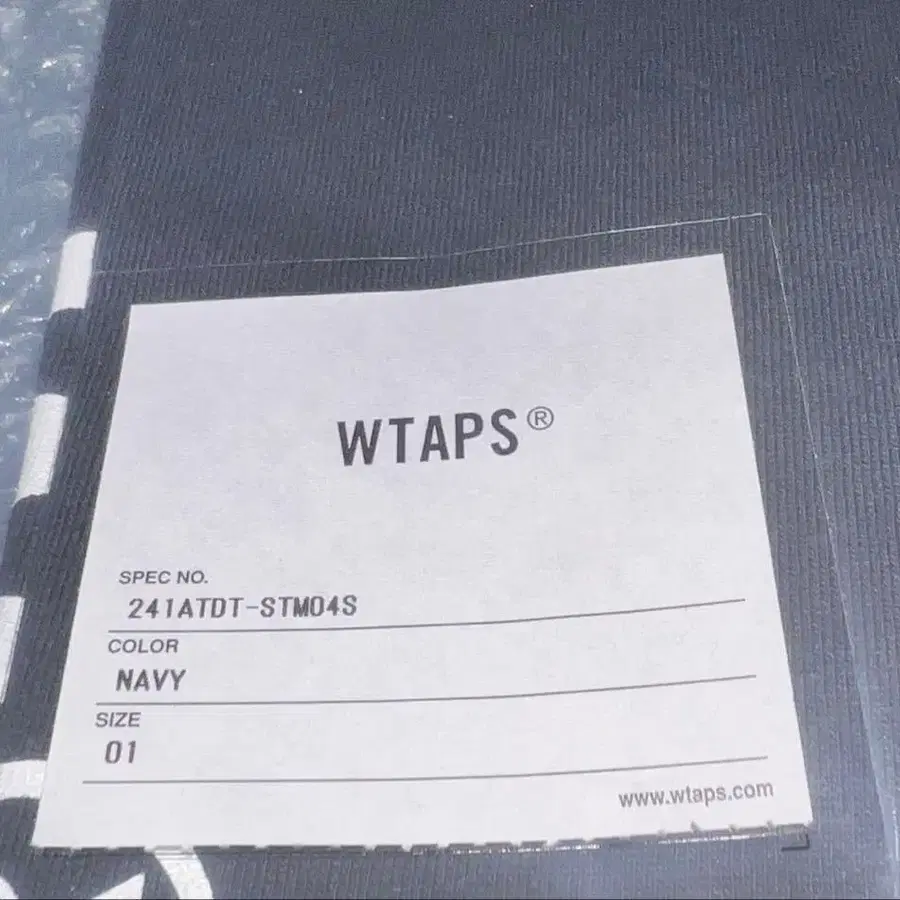 WTAPS®
SPEC NO.
241ATDT-STM04S
COLOR
NAVY
SIZE
01
www.wtaps.com